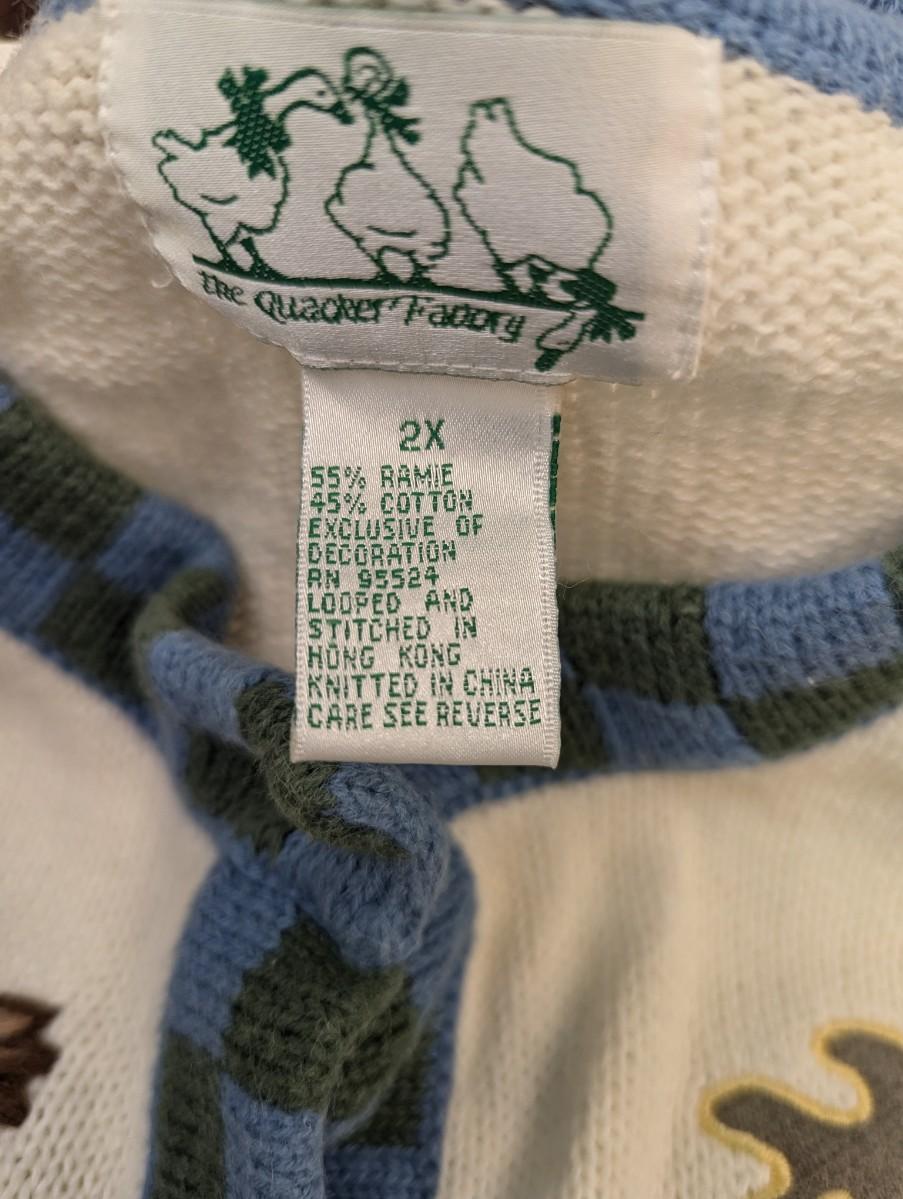 The Quacker Factory
2X
55% RAMIE
45% COTTON
EXCLUSIVE OF
DECORATION
RN 95524
LOOPED AND
STITCHED IN
HONG KONG
KNITTED IN CHINA
CARE SEE REVERSE